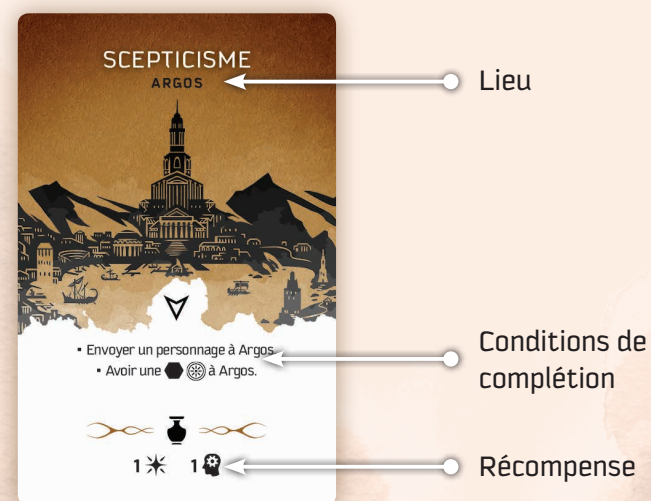 SCEPTICISME
ARGOS
Lieu
▪ Envoyer un personnage à Argos.
▪ Avoir une à Argos.
Conditions de
complétion
1 1
Récompense